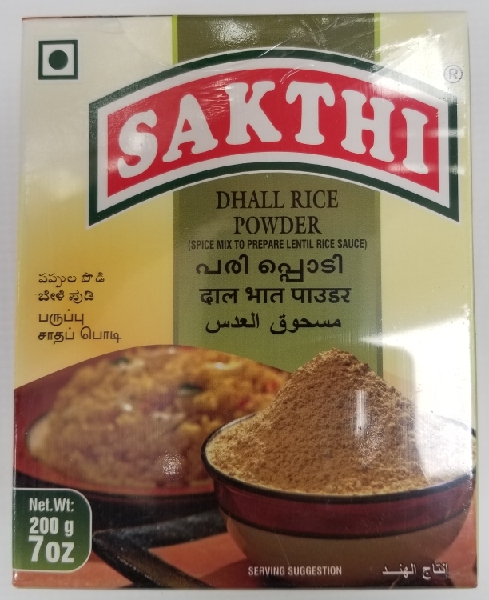 SAKTHI
®
DHALL RICE
POWDER
(SPICE MIX TO PREPARE LENTIL RICE SAUCE)
പരി പ്പൊടി
दाल भात पाउडर
مسحوق العدس
పప్పుల పొడి
ಬೇಳೆ ಪುಡಿ
பருப்பு
சாதப் பொடி
Net.Wt:
200 g
7oz
SERVING SUGGESTION
إنتاج الهند